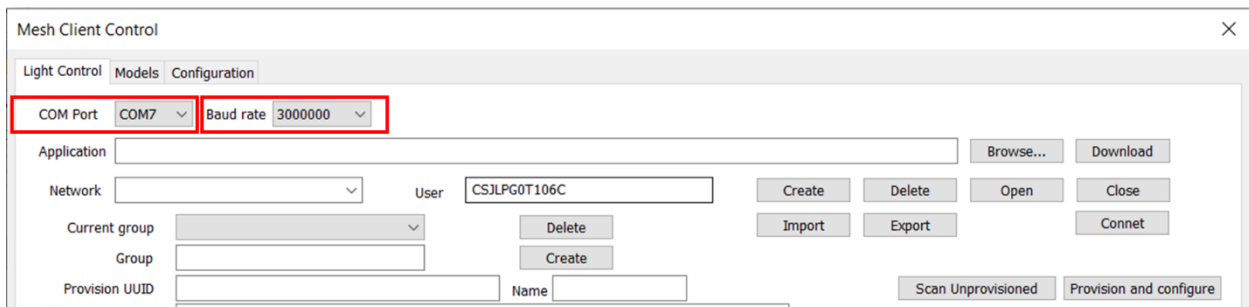 Mesh Client Control
Light Control Models Configuration
COM Port COM7 Baud rate 3000000
Application Browse... Download
Network User CSJLPG0T106C Create Delete Open Close
Current group Delete Import Export Connet
Group Create
Provision UUID Name Scan Unprovisioned Provision and configure